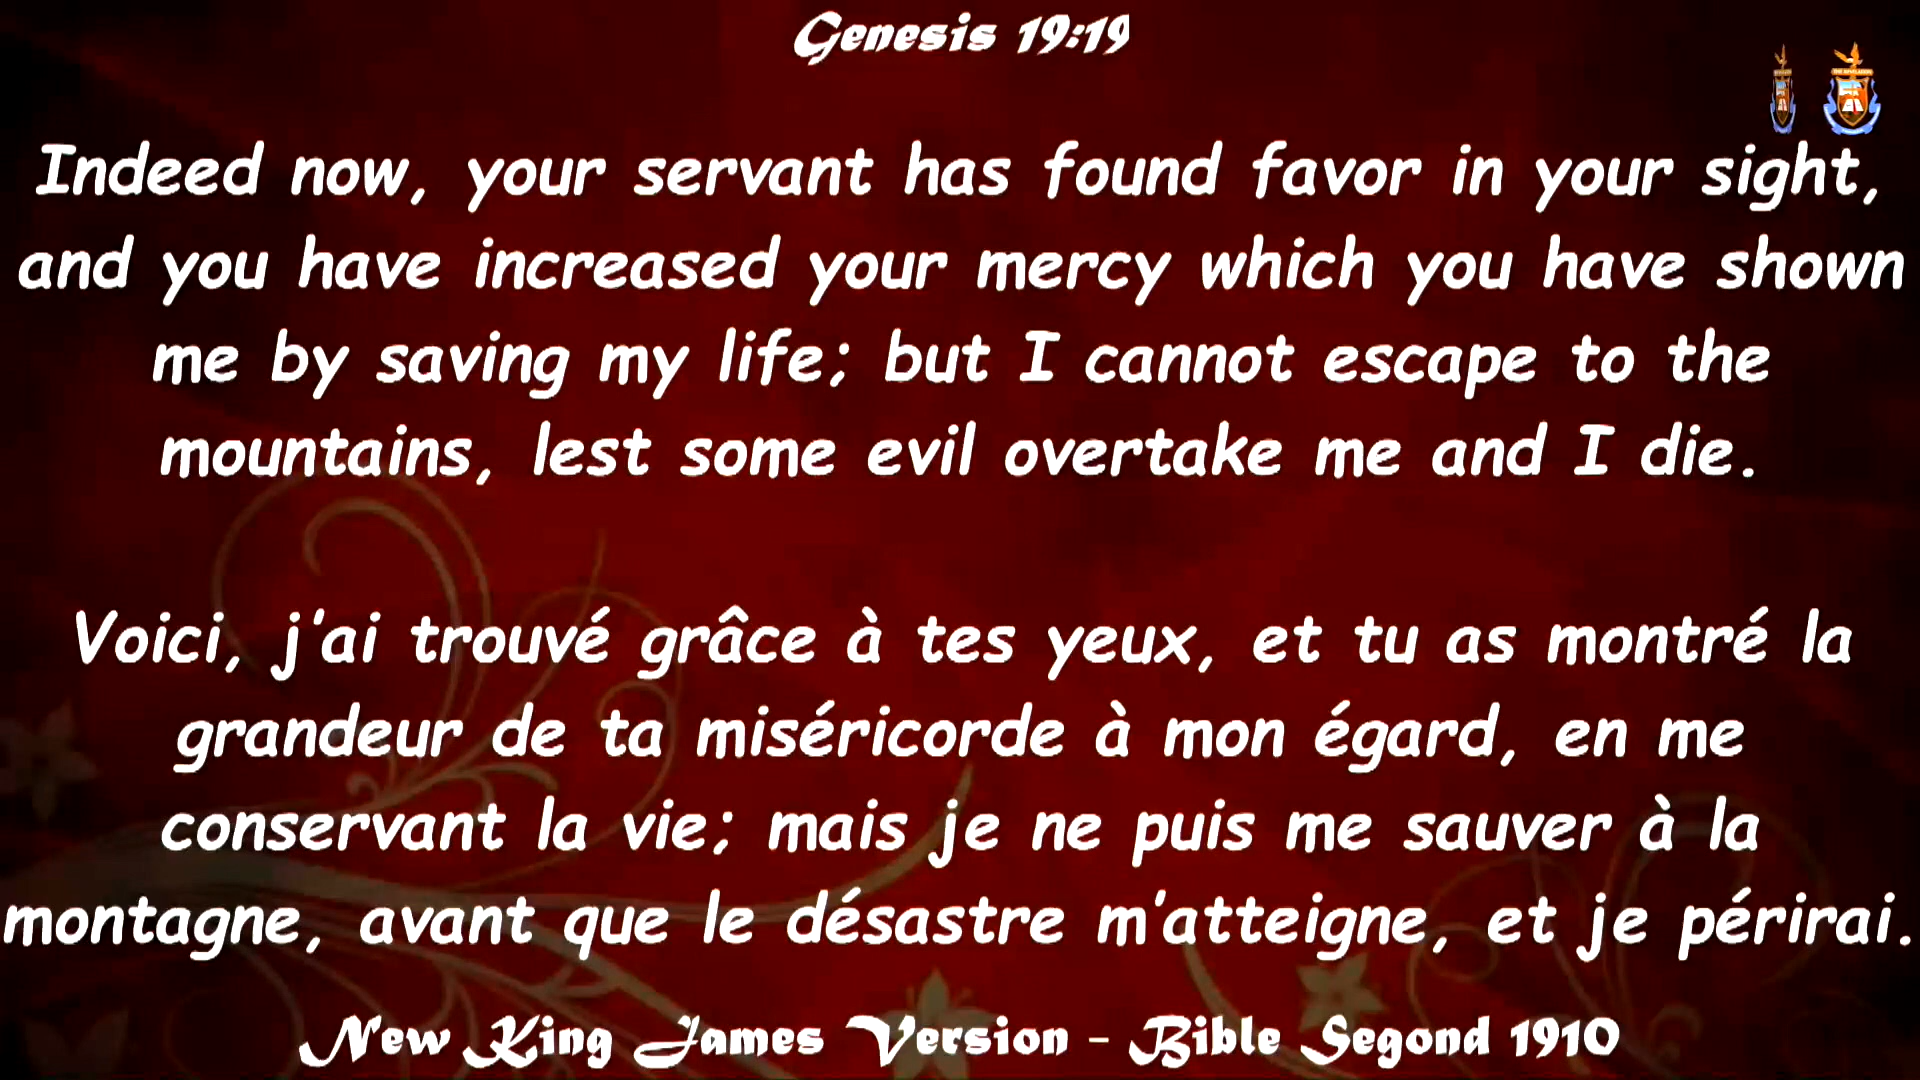 Genesis 19:19
Indeed now, your servant has found favor in your sight,
and you have increased your mercy which you have shown
me by saving my life; but I cannot escape to the
mountains, lest some evil overtake me and I die.
Voici, j'ai trouvé grâce à tes yeux, et tu as montré la
grandeur de ta miséricorde à mon égard, en me
conservant la vie; mais je ne puis me sauver à la
montagne, avant que le désastre m'atteigne, et je périrai.
New King James Version - Bible Segond 1910